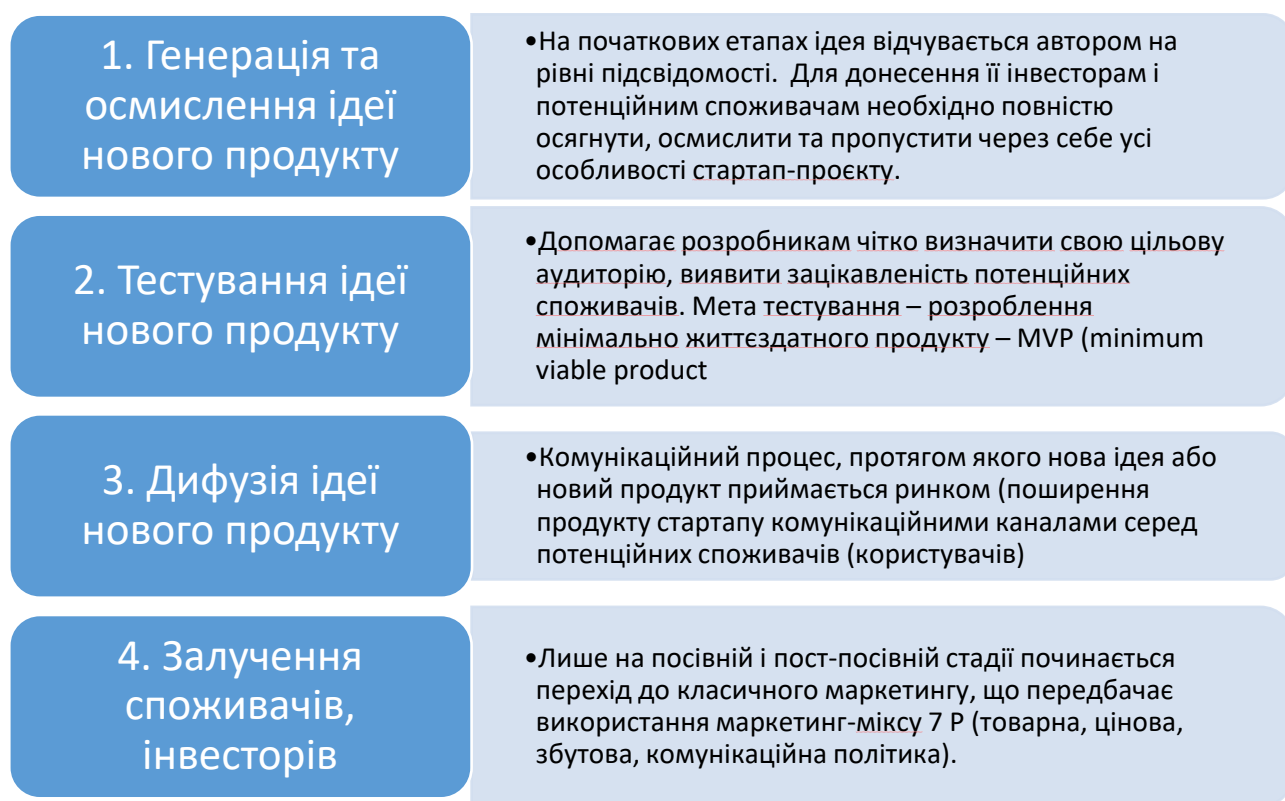 1. Генерація та
осмислення ідеї
нового продукту
•На початкових етапах ідея відчувається автором на
рівні підсвідомості. Для донесення її інвесторам і
потенційним споживачам необхідно повністю
осягнути, осмислити та пропустити через себе усі
особливості стартап-проєкту.
2. Тестування ідеї
нового продукту
•Допомагає розробникам чітко визначити свою цільову
аудиторію, виявити зацікавленість потенційних
споживачів. Мета тестування – розроблення
мінімально життєздатного продукту – MVP (minimum
viable product
3. Дифузія ідеї
нового продукту
•Комунікаційний процес, протягом якого нова ідея або
новий продукт приймається ринком (поширення
продукту стартапу комунікаційними каналами серед
потенційних споживачів (користувачів)
4. Залучення
споживачів,
інвесторів
•Лише на посівній і пост-посівній стадії починається
перехід до класичного маркетингу, що передбачає
використання маркетинг-міксу 7 Р (товарна, цінова,
збутова, комунікаційна політика).